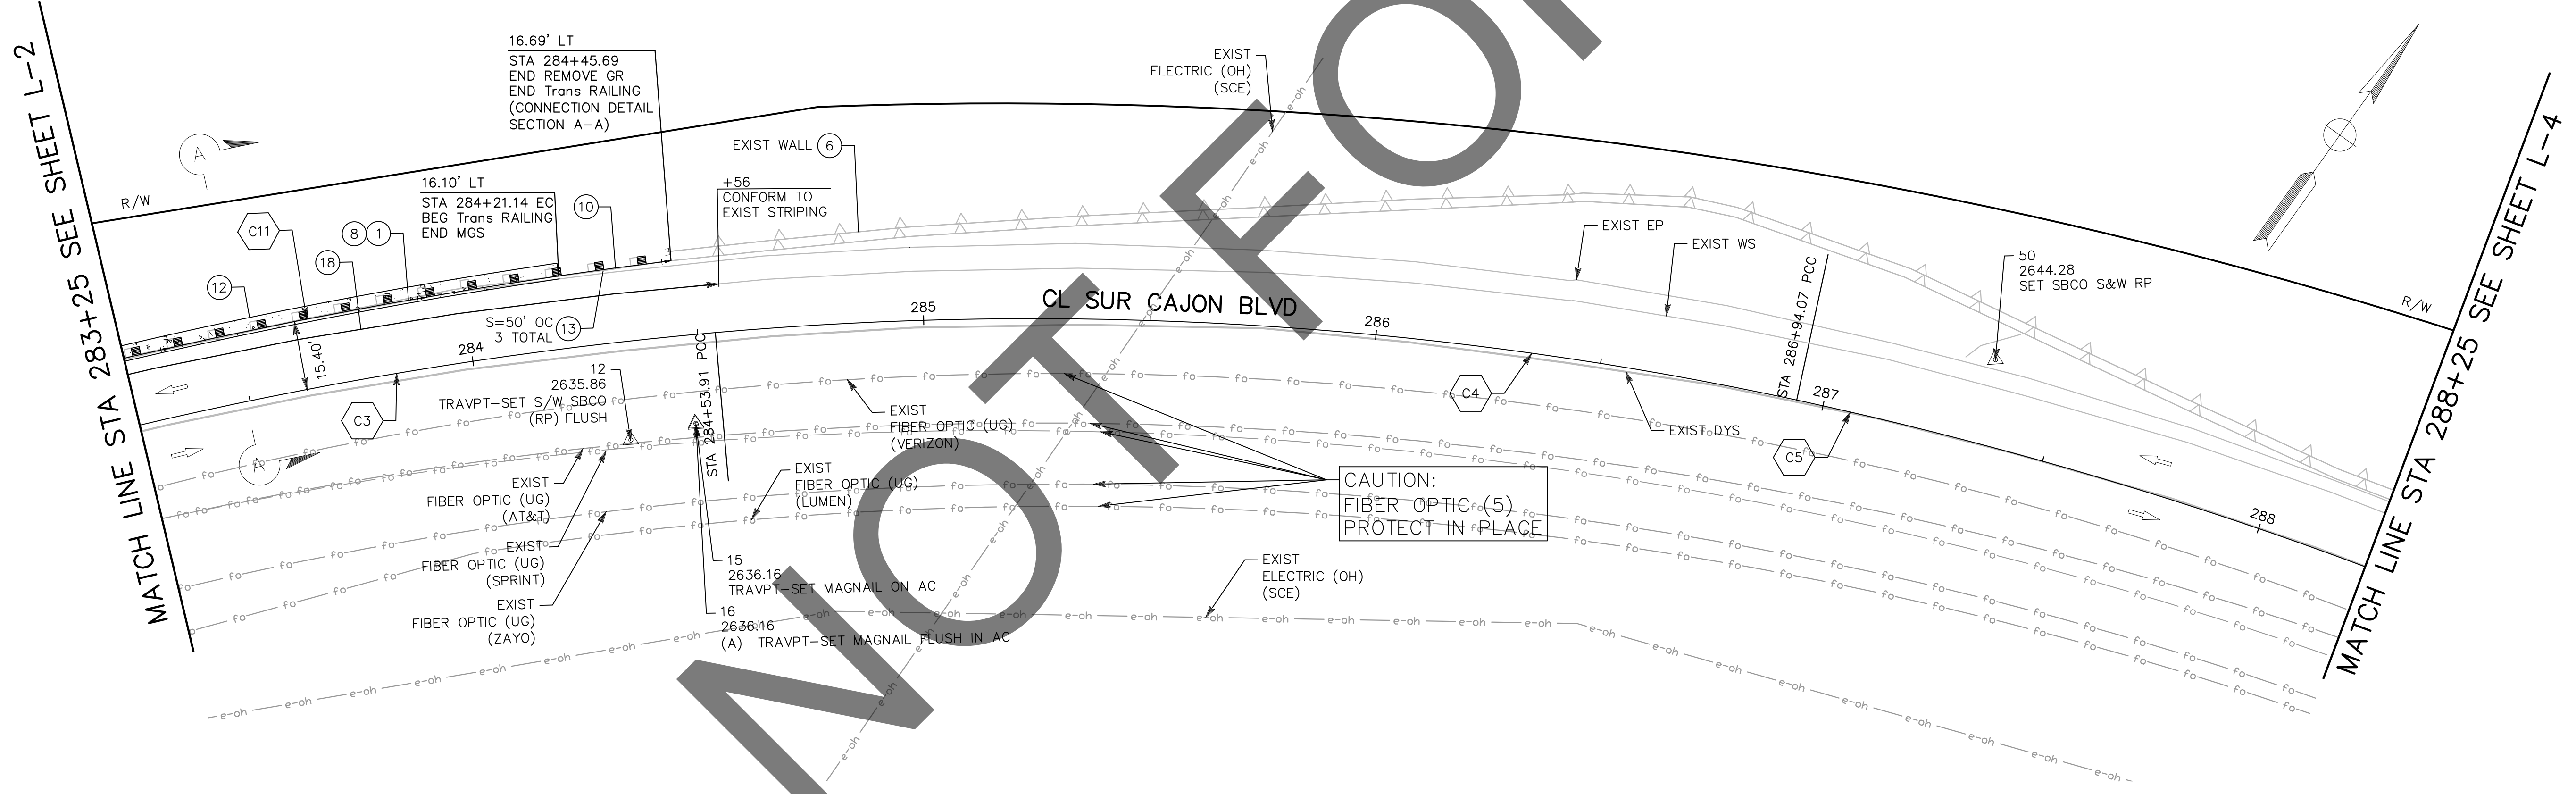 MATCH LINE STA 283+25 SEE SHEET L-2
16.69' LT
STA 284+45.69
END REMOVE GR
END Trans RAILING
(CONNECTION DETAIL
SECTION A-A)
EXIST
ELECTRIC (OH)
(SCE)
A
R/W
C11
16.10' LT
STA 284+21.14 EC
BEG Trans RAILING
END MGS
EXIST WALL 6
+56
CONFORM TO
EXIST STRIPING
10
8 1
18
12
15.40'
S=50' OC
3 TOTAL 13
284
285
CL SUR CAJON BLVD
286
287
288
EXIST EP
EXIST WS
50
2644.28
SET SBCO S&W RP
R/W
STA 284+53.91 PCC
STA 286+94.07 PCC
12
2635.86
TRAVPT-SET S/W SBCO
(RP) FLUSH
C3
C4
C5
EXIST DYS
A
EXIST
FIBER OPTIC (UG)
(VERIZON)
EXIST
FIBER OPTIC (UG)
(LUMEN)
EXIST
FIBER OPTIC (UG)
(AT&T)
EXIST
FIBER OPTIC (UG)
(SPRINT)
EXIST
FIBER OPTIC (UG)
(ZAYO)
CAUTION:
FIBER OPTIC (5)
PROTECT IN PLACE
15
2636.16
TRAVPT-SET MAGNAIL ON AC
16
2636.16
(A) TRAVPT-SET MAGNAIL FLUSH IN AC
EXIST
ELECTRIC (OH)
(SCE)
fo
e-oh
MATCH LINE STA 288+25 SEE SHEET L-4
NOT FO